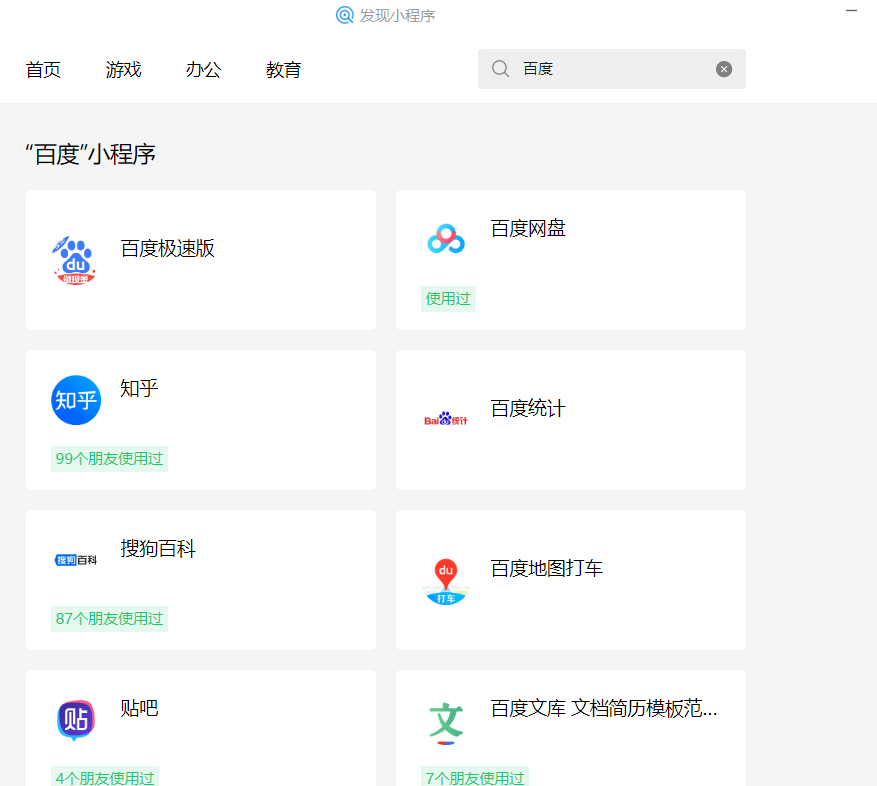 发现小程序
首页 游戏 办公 教育 百度
“百度”小程序
百度极速版
du
百度网盘
使用过
知乎
知乎
99个朋友使用过
Bai du 统计
百度统计
搜狗百科
搜狗百科
87个朋友使用过
du
打车
百度地图打车
贴
贴吧
4个朋友使用过
文
百度文库 文档简历模板范...
7个朋友使用过